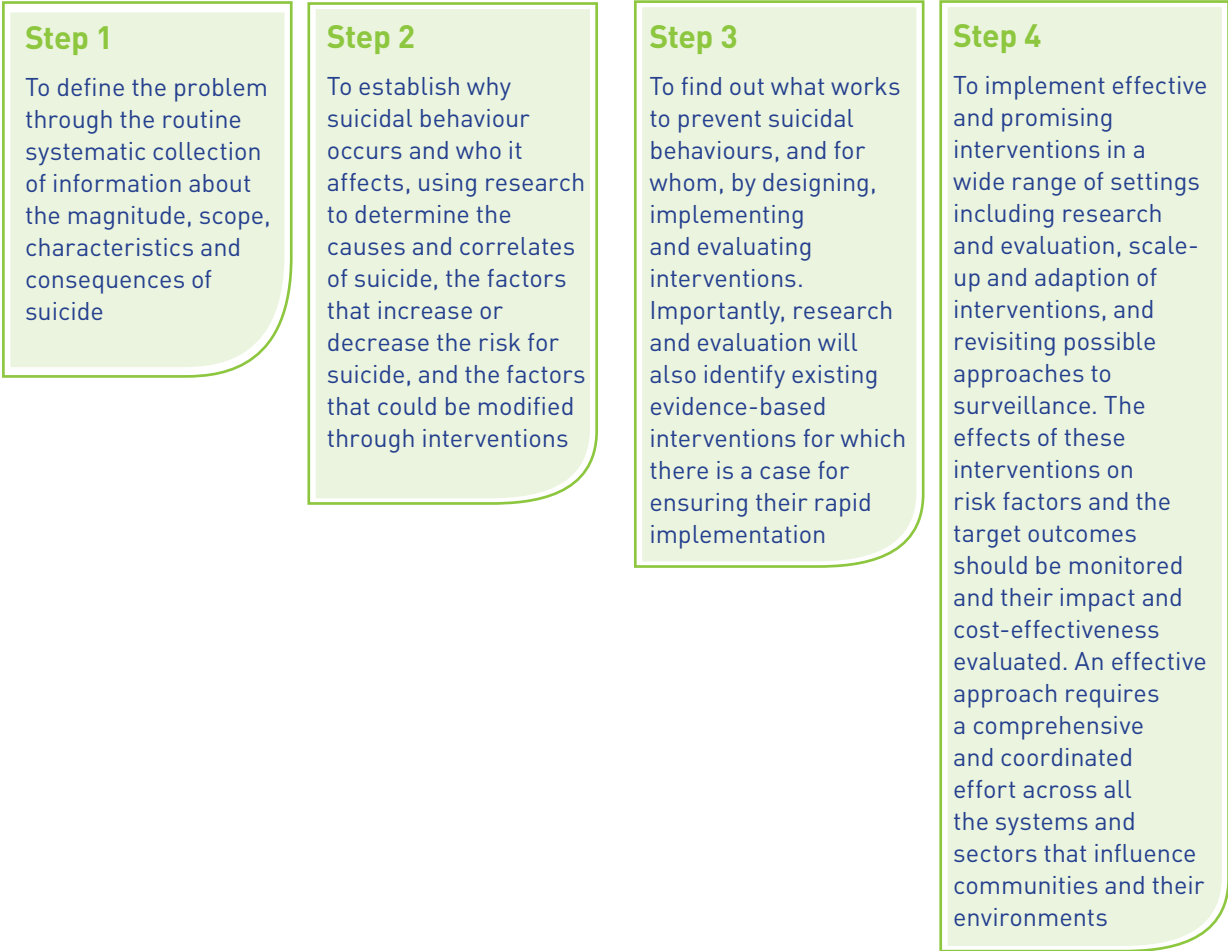 Step 1
To define the problem
through the routine
systematic collection
of information about
the magnitude, scope,
characteristics and
consequences of
suicide
Step 2
To establish why
suicidal behaviour
occurs and who it
affects, using research
to determine the
causes and correlates
of suicide, the factors
that increase or
decrease the risk for
suicide, and the factors
that could be modified
through interventions
Step 3
To find out what works
to prevent suicidal
behaviours, and for
whom, by designing,
implementing
and evaluating
interventions.
Importantly, research
and evaluation will
also identify existing
evidence-based
interventions for which
there is a case for
ensuring their rapid
implementation
Step 4
To implement effective
and promising
interventions in a
wide range of settings
including research
and evaluation, scale-
up and adaption of
interventions, and
revisiting possible
approaches to
surveillance. The
effects of these
interventions on
risk factors and the
target outcomes
should be monitored
and their impact and
cost-effectiveness
evaluated. An effective
approach requires
a comprehensive
and coordinated
effort across all
the systems and
sectors that influence
communities and their
environments